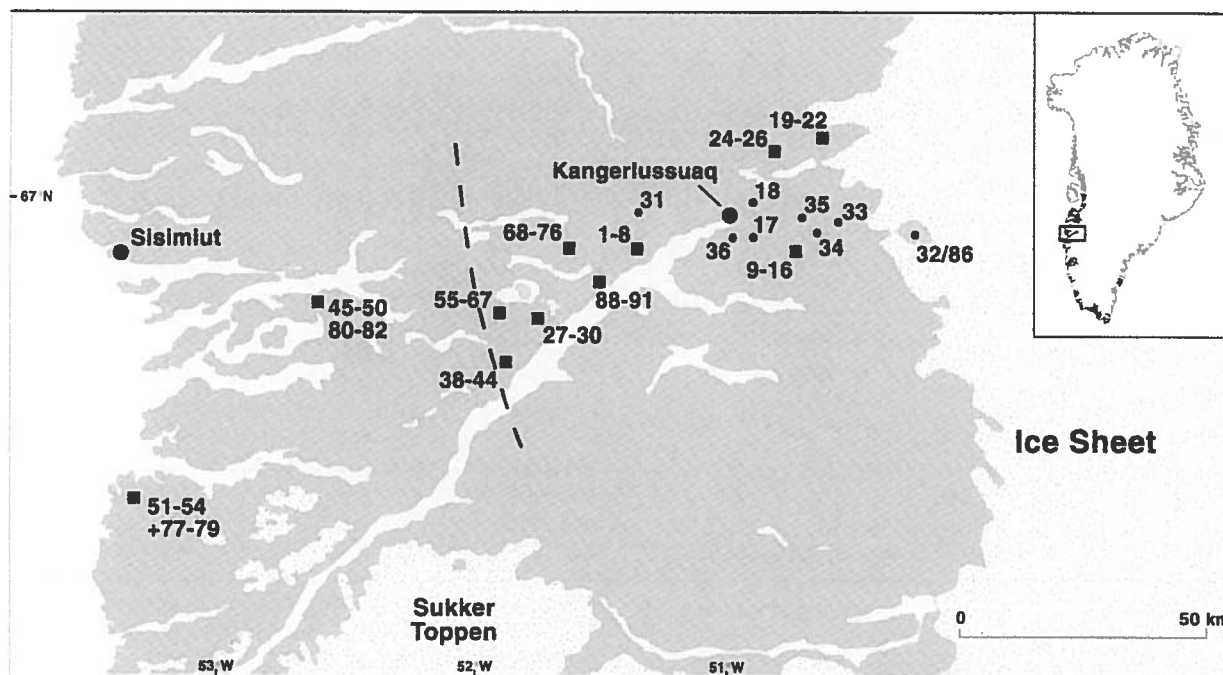 19-22
24-26
Kangerlussuaq
67°N
18
31
35
33
Sisimiut
68-76
1-8
17
36
34
9-16
32/86
88-91
45-50
80-82
55-67
27-30
38-44
Ice Sheet
51-54
+77-79
Sukker
Toppen
0
50 km
53°W
52°W
51°W